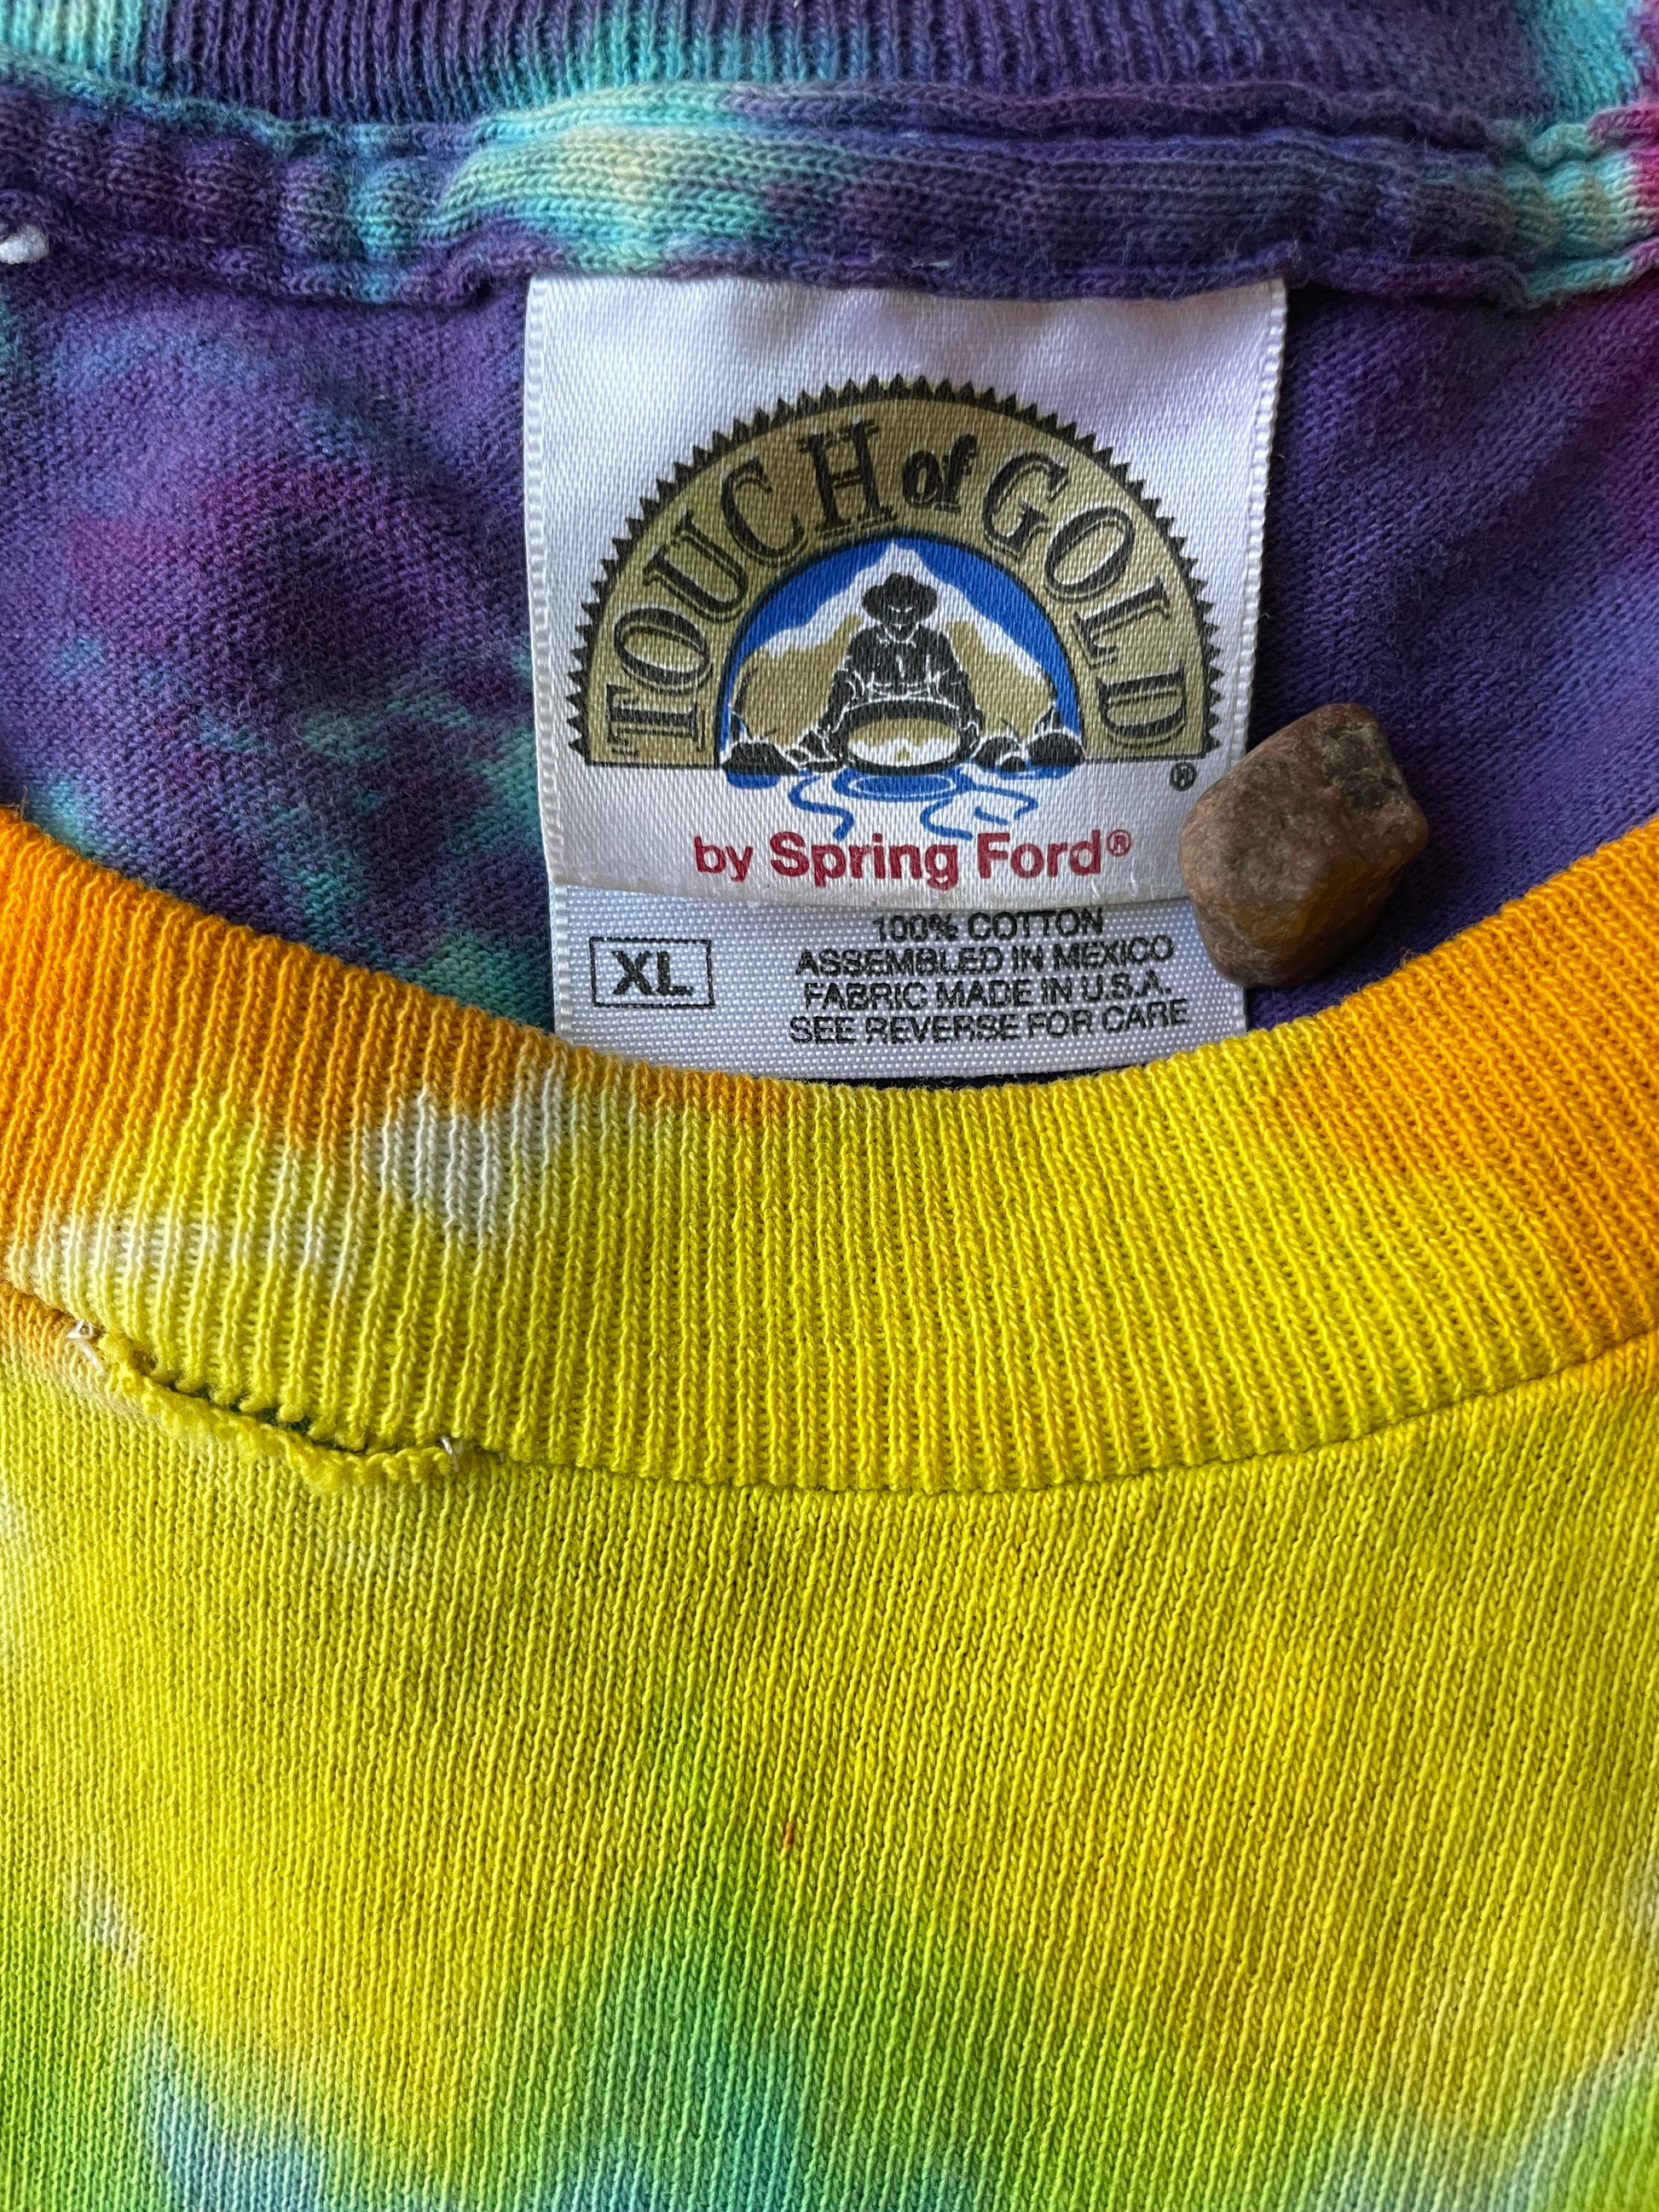 TOUCH of GOLD
®
by Spring Ford®
XL
100% COTTON
ASSEMBLED IN MEXICO
FABRIC MADE IN U.S.A.
SEE REVERSE FOR CARE